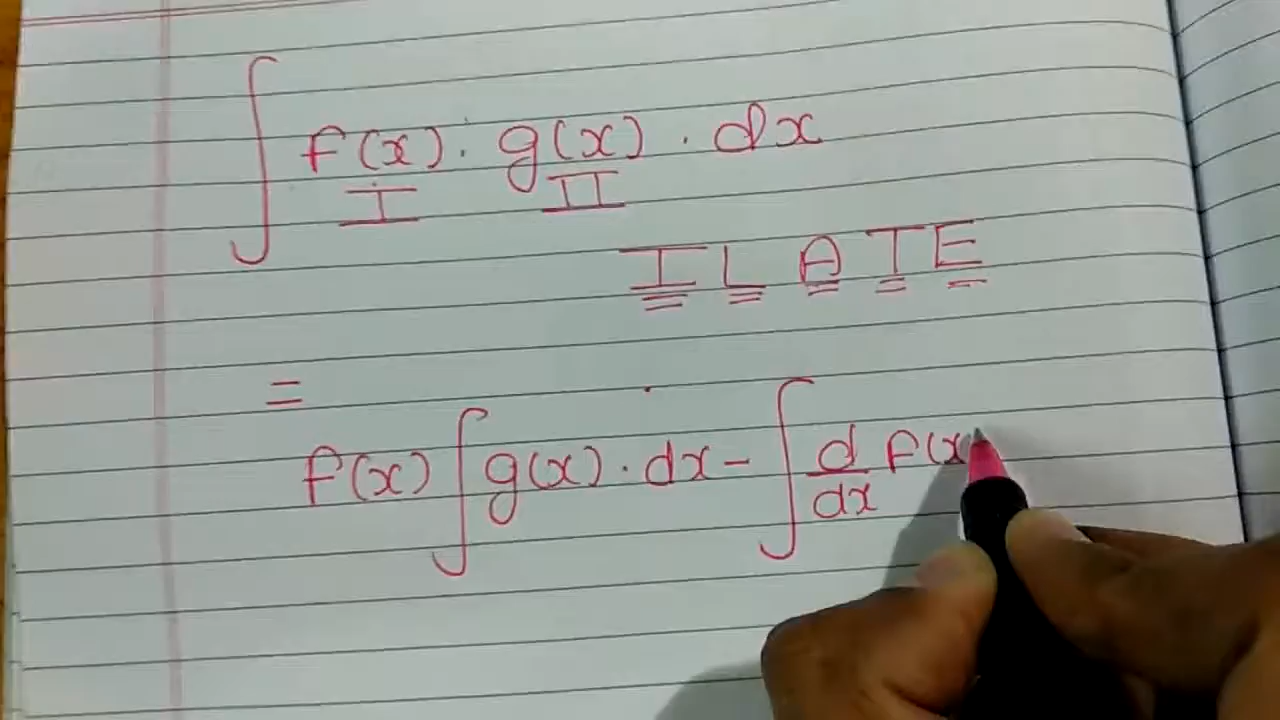 ∫ f(x) . g(x) . dx
I II
I L A T E
=
f(x) ∫ g(x) . dx - ∫ d/dx f(x